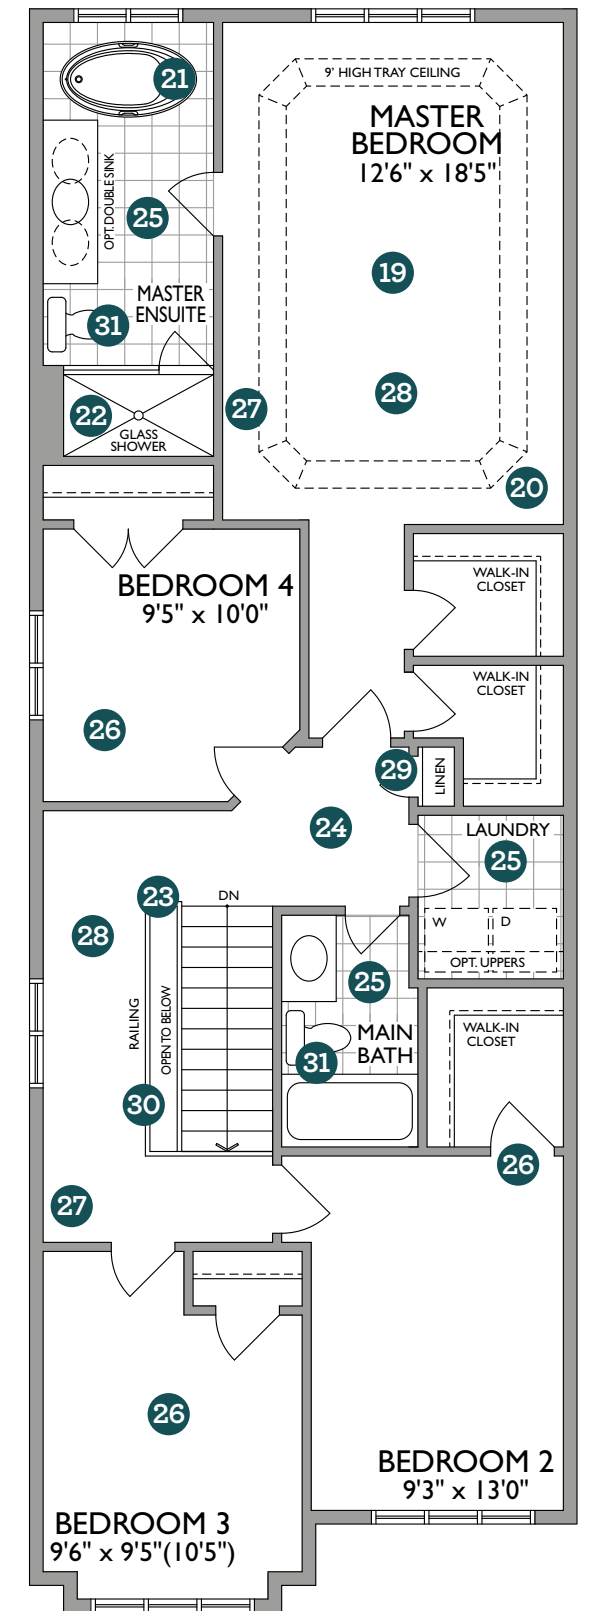 21
9' HIGH TRAY CEILING
MASTER
BEDROOM
12'6" x 18'5"
OPT. DOUBLE SINK
25
19
MASTER
ENSUITE
31
22
GLASS
SHOWER
27
28
20
WALK-IN
CLOSET
BEDROOM 4
9'5" x 10'0"
WALK-IN
CLOSET
26
29
LINEN
24
LAUNDRY
25
W
D
OPT. UPPERS
23
DN
28
RAILING
OPEN TO BELOW
25
MAIN
BATH
31
WALK-IN
CLOSET
30
26
27
26
BEDROOM 2
9'3" x 13'0"
BEDROOM 3
9'6" x 9'5"(10'5")